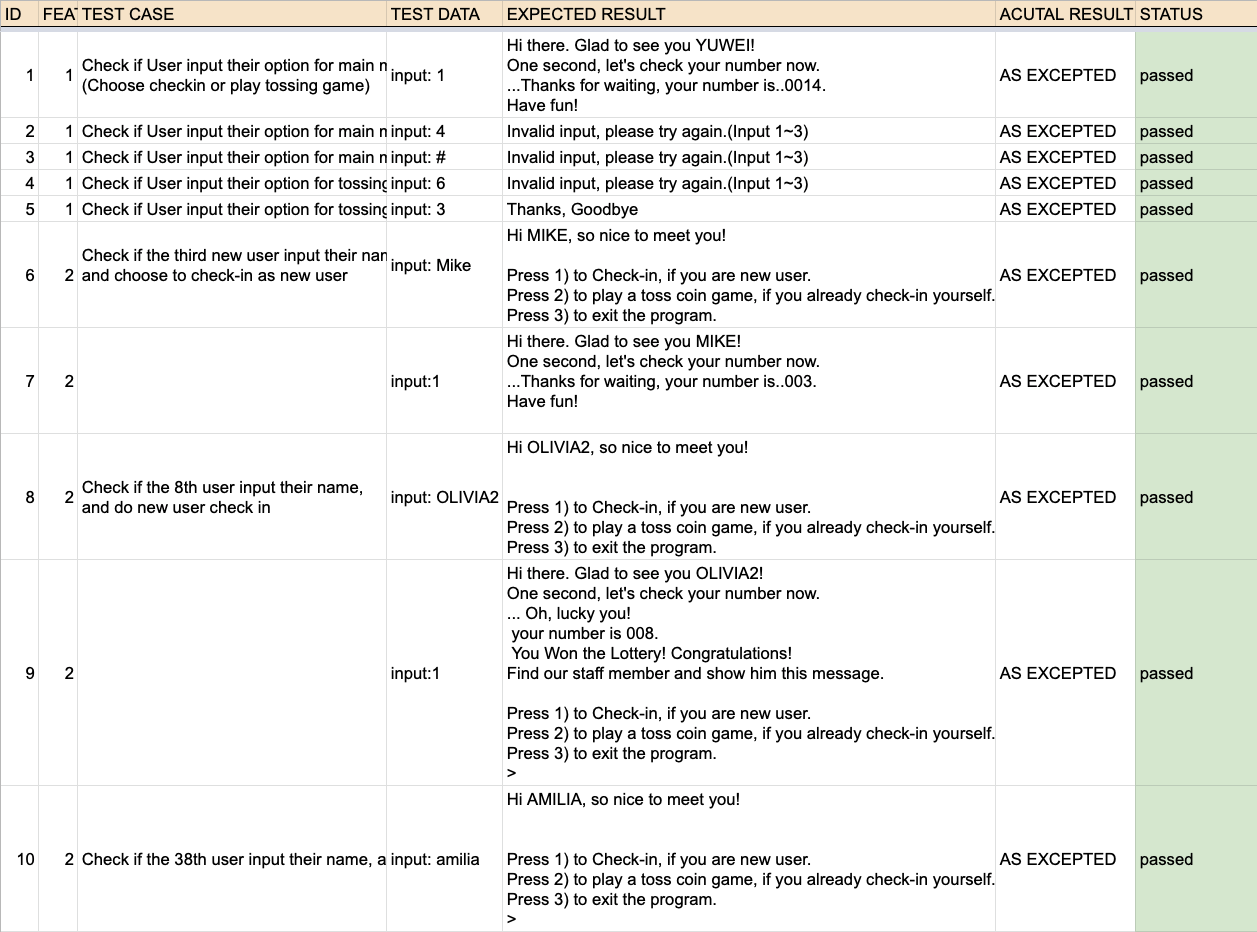 ID FEAT TEST CASE TEST DATA EXPECTED RESULT ACUTAL RESULT STATUS
1 1 Check if User input their option for main
(Choose checkin or play tossing game) input: 1 Hi there. Glad to see you YUWEI!
One second, let's check your number now.
...Thanks for waiting, your number is..0014.
Have fun! AS EXCEPTED passed
2 1 Check if User input their option for main input: 4 Invalid input, please try again.(Input 1~3) AS EXCEPTED passed
3 1 Check if User input their option for main input: # Invalid input, please try again.(Input 1~3) AS EXCEPTED passed
4 1 Check if User input their option for tossing input: 6 Invalid input, please try again.(Input 1~3) AS EXCEPTED passed
5 1 Check if User input their option for tossing input: 3 Thanks, Goodbye AS EXCEPTED passed
6 2 Check if the third new user input their
and choose to check-in as new user input: Mike Hi MIKE, so nice to meet you!
Press 1) to Check-in, if you are new user.
Press 2) to play a toss coin game, if you already check-in yourself.
Press 3) to exit the program. AS EXCEPTED passed
7 2 input:1 Hi there. Glad to see you MIKE!
One second, let's check your number now.
...Thanks for waiting, your number is..003.
Have fun! AS EXCEPTED passed
8 2 Check if the 8th user input their name,
and do new user check in input: OLIVIA2 Hi OLIVIA2, so nice to meet you!
Press 1) to Check-in, if you are new user.
Press 2) to play a toss coin game, if you already check-in yourself.
Press 3) to exit the program. AS EXCEPTED passed
9 2 input:1 Hi there. Glad to see you OLIVIA2!
One second, let's check your number now.
... Oh, lucky you!
your number is 008.
You Won the Lottery! Congratulations!
Find our staff member and show him this message.
Press 1) to Check-in, if you are new user.
Press 2) to play a toss coin game, if you already check-in yourself.
Press 3) to exit the program.
> AS EXCEPTED passed
10 2 Check if the 38th user input their name, a input: amilia Hi AMILIA, so nice to meet you!
Press 1) to Check-in, if you are new user.
Press 2) to play a toss coin game, if you already check-in yourself.
Press 3) to exit the program.
> AS EXCEPTED passed